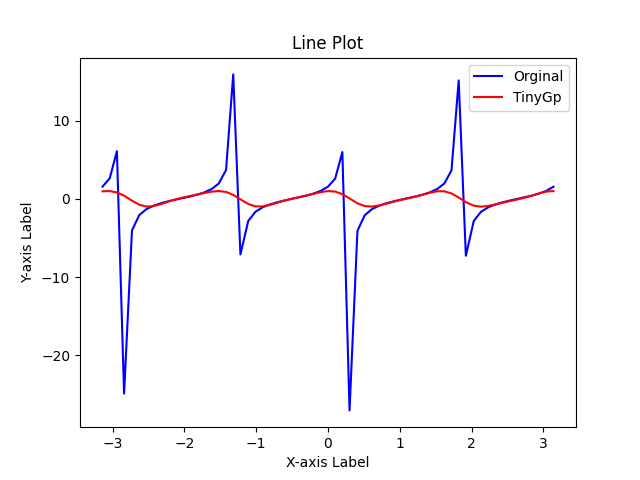 Line Plot
Orginal
TinyGp
Y-axis Label
10
0
−10
−20
−3
−2
−1
0
1
2
3
X-axis Label